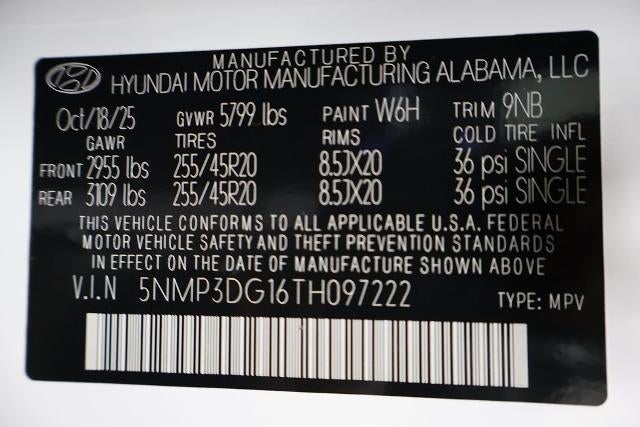 MANUFACTURED BY
HYUNDAI MOTOR MANUFACTURING ALABAMA, LLC
Oct/18/25 GVWR 5799 lbs PAINT W6H TRIM 9NB
GAWR TIRES RIMS COLD TIRE INFL
FRONT 2955 lbs 255/45R20 8.5JX20 36 psi SINGLE
REAR 3109 lbs 255/45R20 8.5JX20 36 psi SINGLE
THIS VEHICLE CONFORMS TO ALL APPLICABLE U.S.A. FEDERAL
MOTOR VEHICLE SAFETY AND THEFT PREVENTION STANDARDS
IN EFFECT ON THE DATE OF MANUFACTURE SHOWN ABOVE
V.I.N 5NMP3DG16TH097222 TYPE: MPV